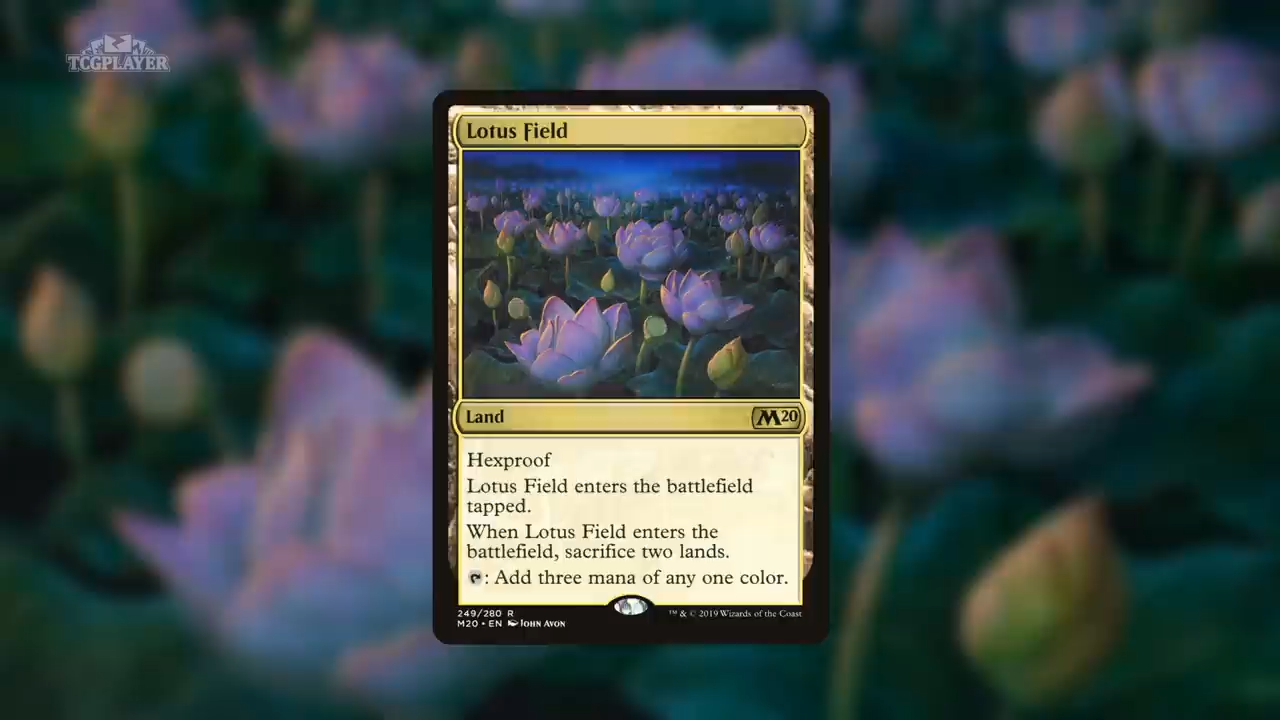 TCGPLAYER
Lotus Field
Land
M20
Hexproof
Lotus Field enters the battlefield
tapped.
When Lotus Field enters the
battlefield, sacrifice two lands.
: Add three mana of any one color.
249/280 R
™ & © 2019 Wizards of the Coast
M20 • EN JOHN AVON